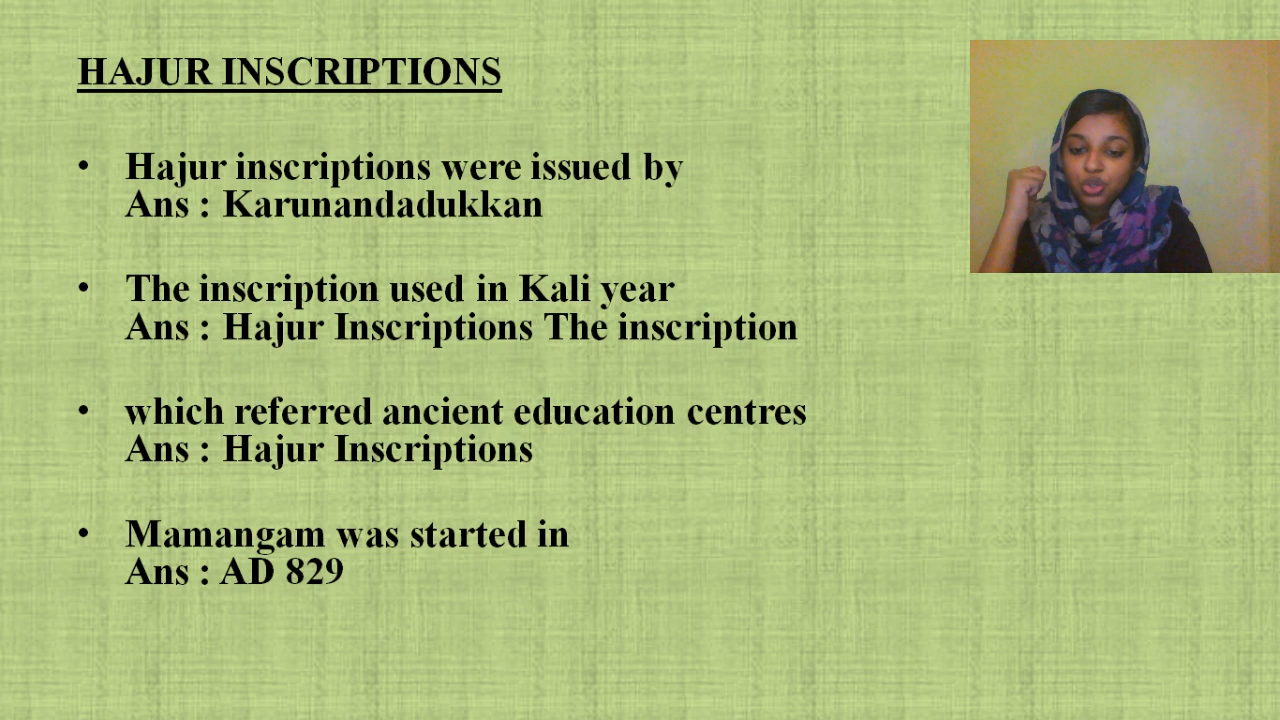 HAJUR INSCRIPTIONS
• Hajur inscriptions were issued by
Ans : Karunandadukkan
• The inscription used in Kali year
Ans : Hajur Inscriptions The inscription
• which referred ancient education centres
Ans : Hajur Inscriptions
• Mamangam was started in
Ans : AD 829